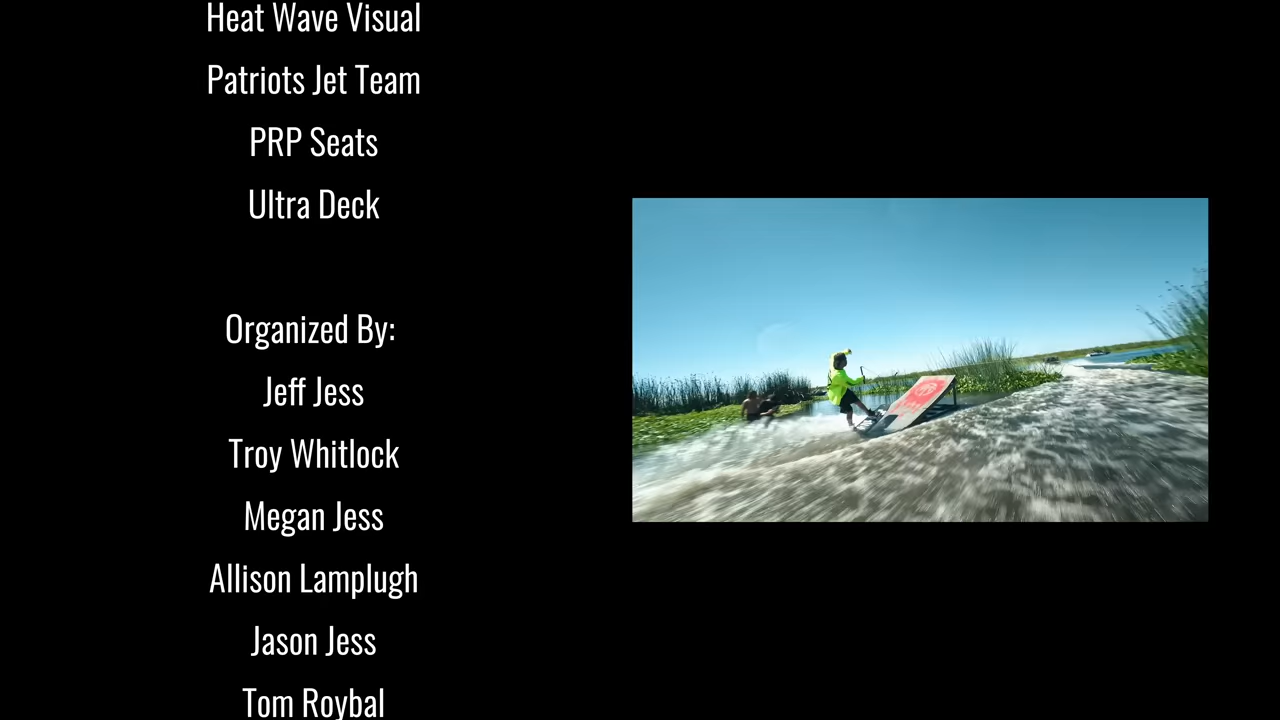 Heat Wave Visual
Patriots Jet Team
PRP Seats
Ultra Deck
Organized By:
Jeff Jess
Troy Whitlock
Megan Jess
Allison Lamplugh
Jason Jess
Tom Roybal